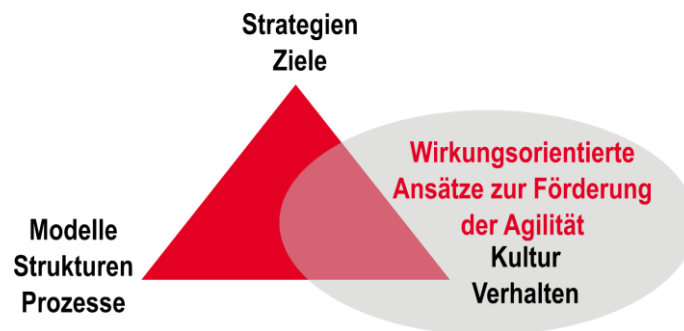 Strategien
Ziele
Wirkungsorientierte
Ansätze zur Förderung
der Agilität
Kultur
Verhalten
Modelle
Strukturen
Prozesse